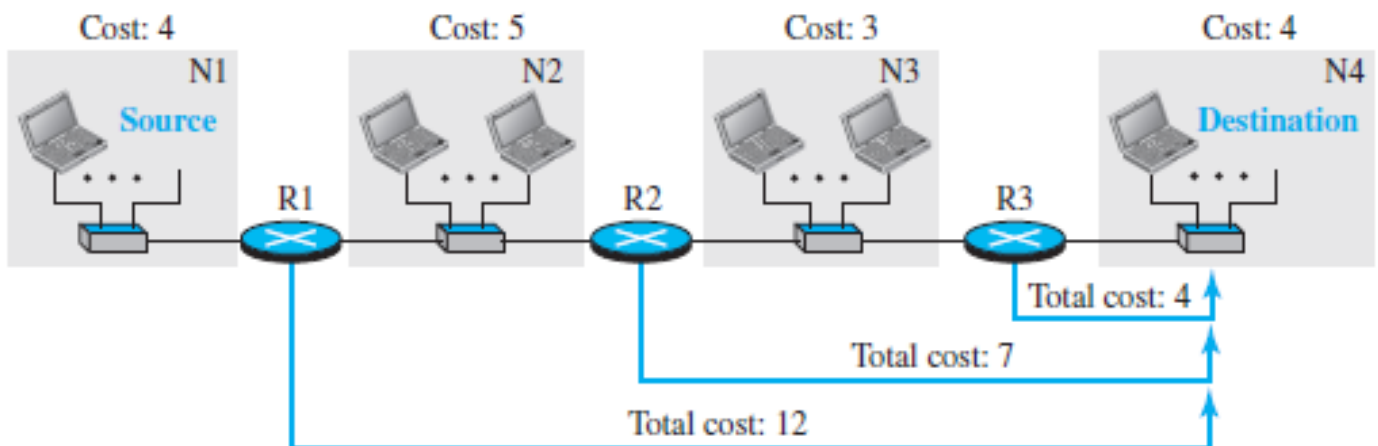 Cost: 4
Cost: 5
Cost: 3
Cost: 4
N1
N2
N3
N4
Source
Destination
R1
R2
R3
Total cost: 4
Total cost: 7
Total cost: 12